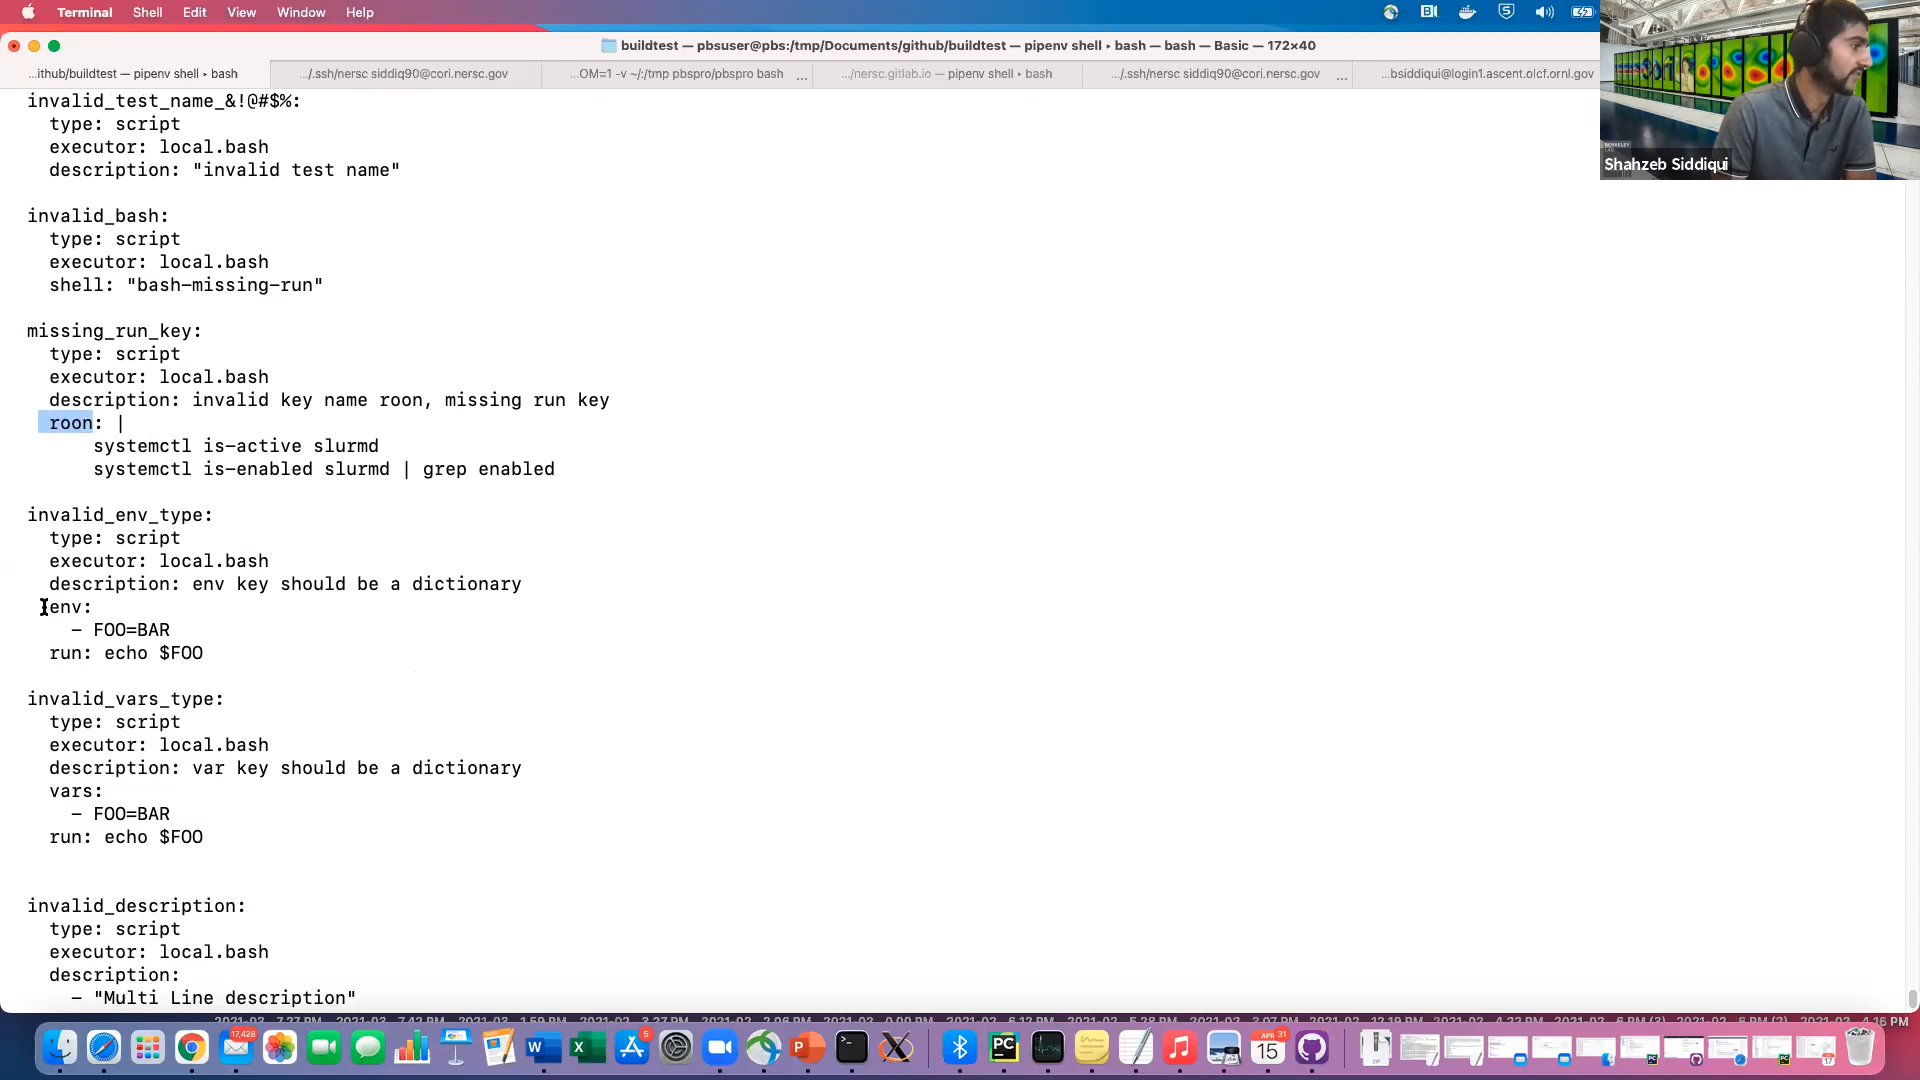 Terminal Shell Edit View Window Help
buildtest — pbsuser@pbs:/tmp/Documents/github/buildtest — pipenv shell ▸ bash — bash — Basic — 172×40
...ithub/buildtest — pipenv shell ▸ bash
.../.ssh/nersc siddiq90@cori.nersc.gov
...OM=1 -v ~/:/tmp pbspro/pbspro bash ...
.../nersc.gitlab.io — pipenv shell ▸ bash
.../.ssh/nersc siddiq90@cori.nersc.gov ...
...bsiddiqui@login1.ascent.olcf.ornl.gov
Shahzeb Siddiqui
invalid_test_name_&!@#$%:
type: script
executor: local.bash
description: "invalid test name"
invalid_bash:
type: script
executor: local.bash
shell: "bash-missing-run"
missing_run_key:
type: script
executor: local.bash
description: invalid key name roon, missing run key
roon: |
systemctl is-active slurmd
systemctl is-enabled slurmd | grep enabled
invalid_env_type:
type: script
executor: local.bash
description: env key should be a dictionary
env:
- FOO=BAR
run: echo $FOO
invalid_vars_type:
type: script
executor: local.bash
description: var key should be a dictionary
vars:
- FOO=BAR
run: echo $FOO
invalid_description:
type: script
executor: local.bash
description:
- "Multi Line description"
17,428
5
APR 31
15
PC